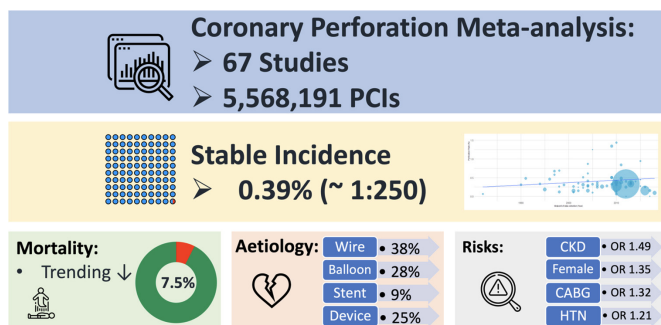 Coronary Perforation Meta-analysis:
➢ 67 Studies
➢ 5,568,191 PCIs
Stable Incidence
➢ 0.39% (~ 1:250)
Mortality:
• Trending ↓
7.5%
Aetiology:
Wire • 38%
Balloon • 28%
Stent • 9%
Device • 25%
Risks:
CKD • OR 1.49
Female • OR 1.35
CABG • OR 1.32
HTN • OR 1.21